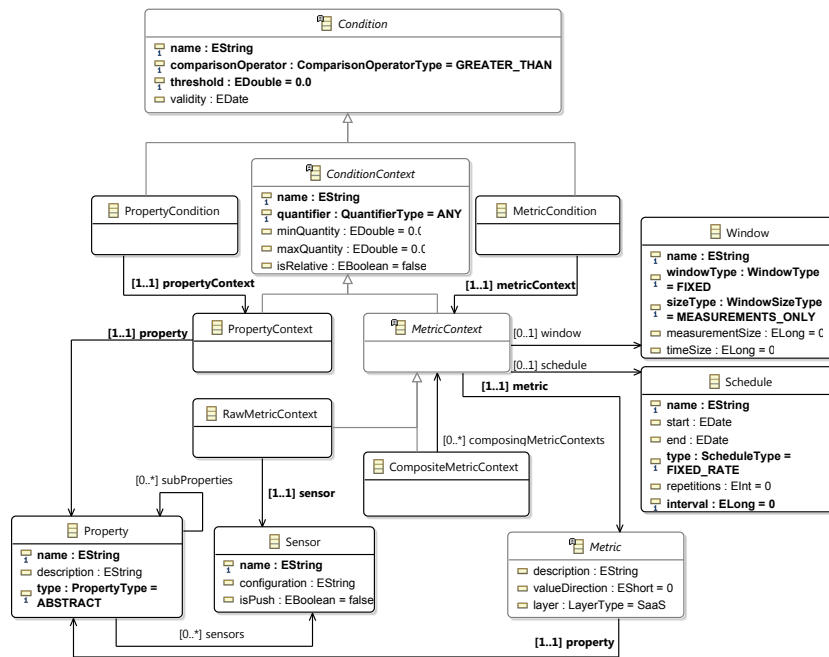 Condition
name : EString
comparisonOperator : ComparisonOperatorType = GREATER_THAN
threshold : EDouble = 0.0
validity : EDate
ConditionContext
name : EString
quantifier : QuantifierType = ANY
minQuantity : EDouble = 0.0
maxQuantity : EDouble = 0.0
isRelative : EBoolean = false
PropertyCondition
MetricCondition
Window
name : EString
windowType : WindowType
= FIXED
sizeType : WindowSizeType
= MEASUREMENTS_ONLY
measurementSize : ELong = 0
timeSize : ELong = 0
[1..1] propertyContext
[1..1] metricContext
[1..1] property
PropertyContext
MetricContext
[0..1] window
[0..1] schedule
[1..1] metric
Schedule
name : EString
start : EDate
end : EDate
type : ScheduleType =
FIXED_RATE
repetitions : EInt = 0
interval : ELong = 0
RawMetricContext
[0..*] composingMetricContexts
CompositeMetricContext
[0..*] subProperties
[1..1] sensor
Property
name : EString
description : EString
type : PropertyType =
ABSTRACT
Sensor
name : EString
configuration : EString
isPush : EBoolean = false
Metric
description : EString
valueDirection : EShort = 0
layer : LayerType = SaaS
[0..*] sensors
[1..1] property